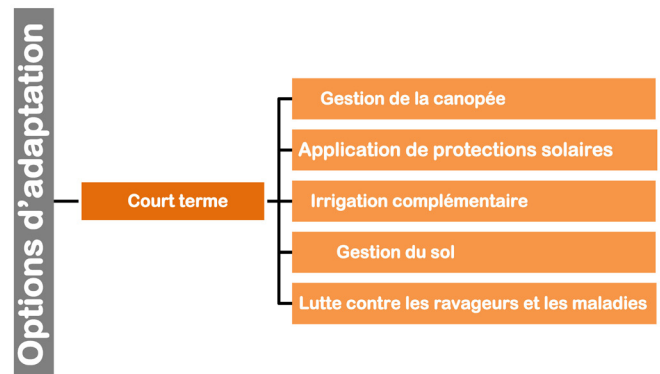 Options d'adaptation
Court terme
Gestion de la canopée
Application de protections solaires
Irrigation complémentaire
Gestion du sol
Lutte contre les ravageurs et les maladies